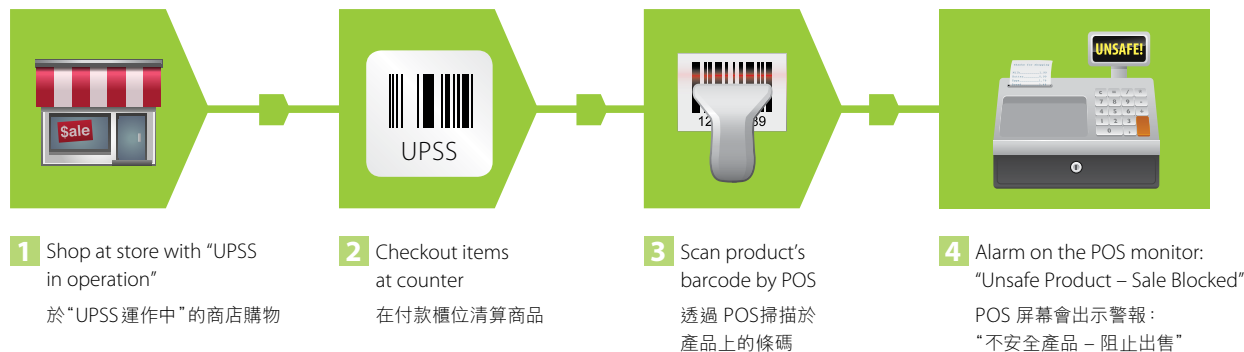 $ale
UPSS
UNSAFE!
1 Shop at store with “UPSS
in operation”
於“UPSS運作中”的商店購物
2 Checkout items
at counter
在付款櫃位清算商品
3 Scan product’s
barcode by POS
透過 POS掃描於
產品上的條碼
4 Alarm on the POS monitor:
“Unsafe Product – Sale Blocked”
POS 屏幕會出示警報：
“不安全產品 – 阻止出售”